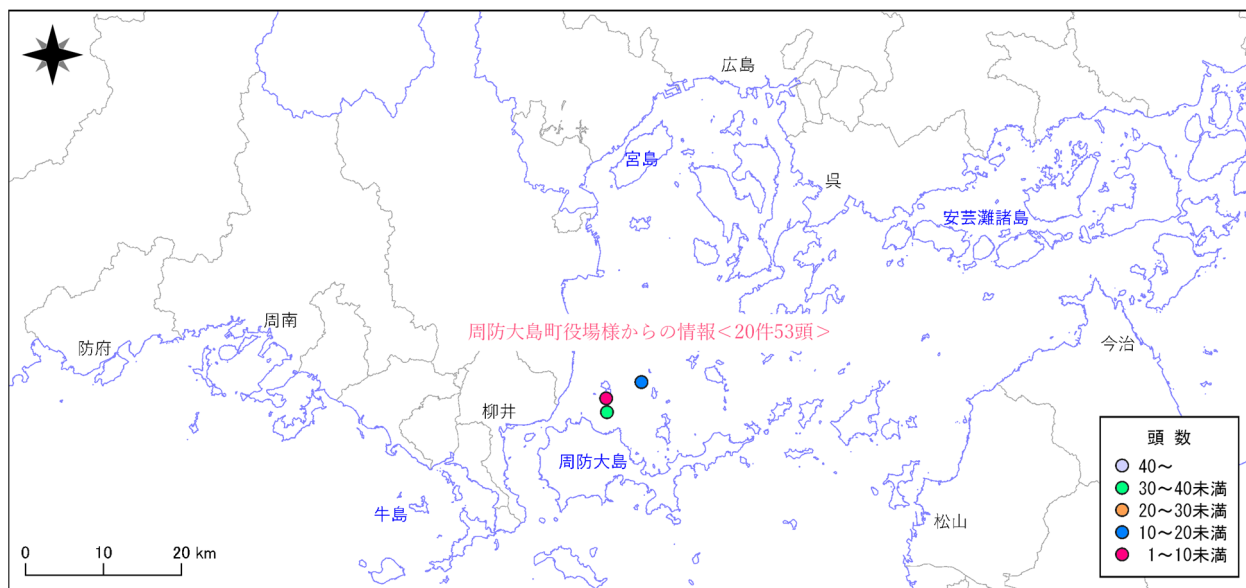 広島
宮島
呉
安芸灘諸島
周南
防府
周防大島町役場様からの情報＜20件53頭＞
今治
柳井
周防大島
牛島
松山
0 10 20 km
頭 数
40～
30～40未満
20～30未満
10～20未満
1～10未満